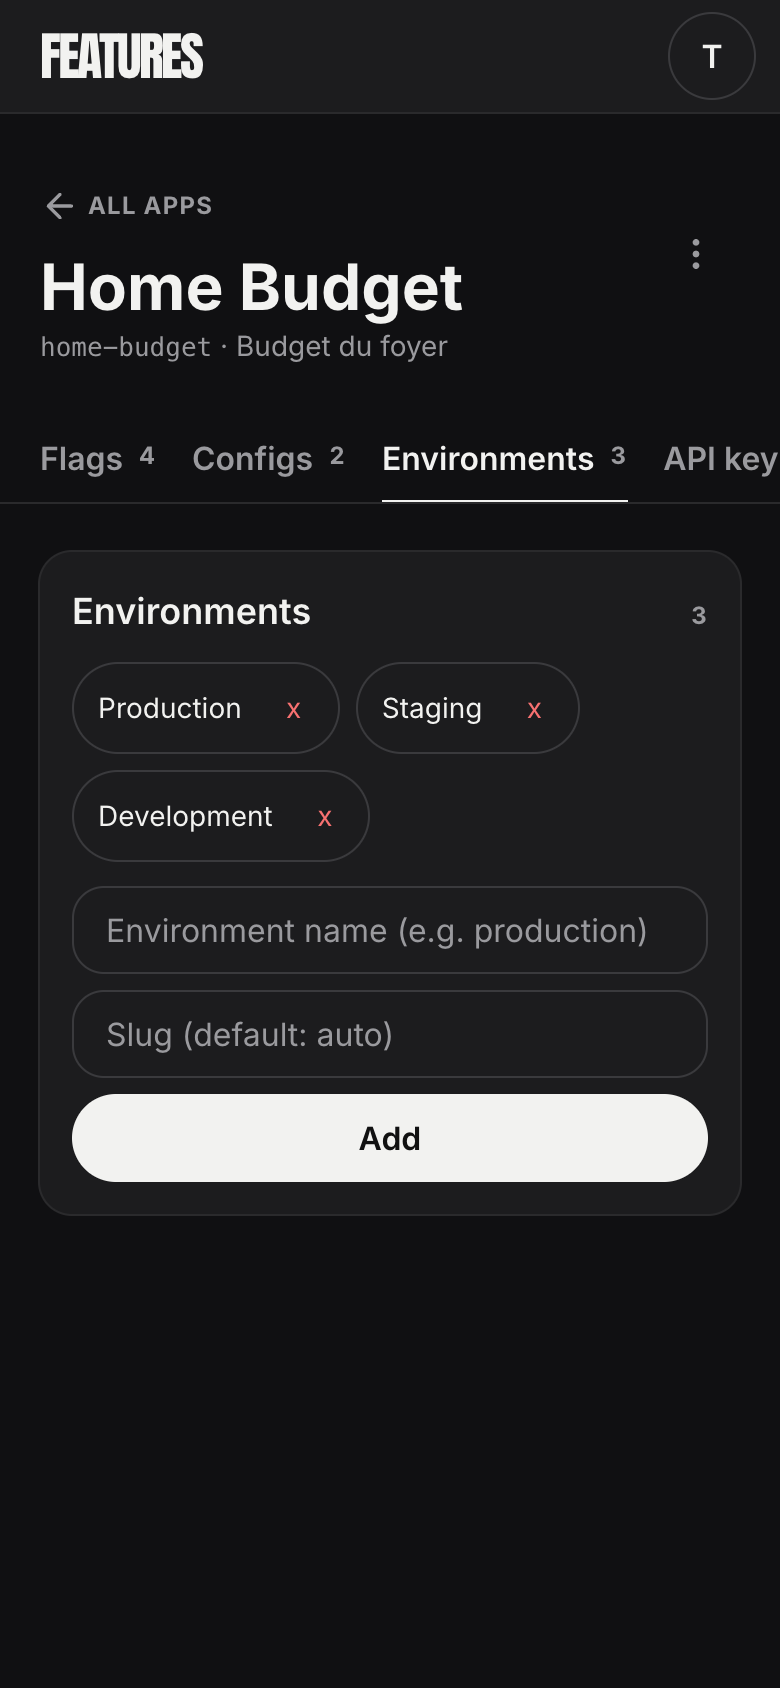 FEATURES
T
ALL APPS
Home Budget
home-budget · Budget du foyer
Flags 4 Configs 2 Environments 3 API key
Environments 3
Production x Staging x
Development x
Environment name (e.g. production)
Slug (default: auto)
Add